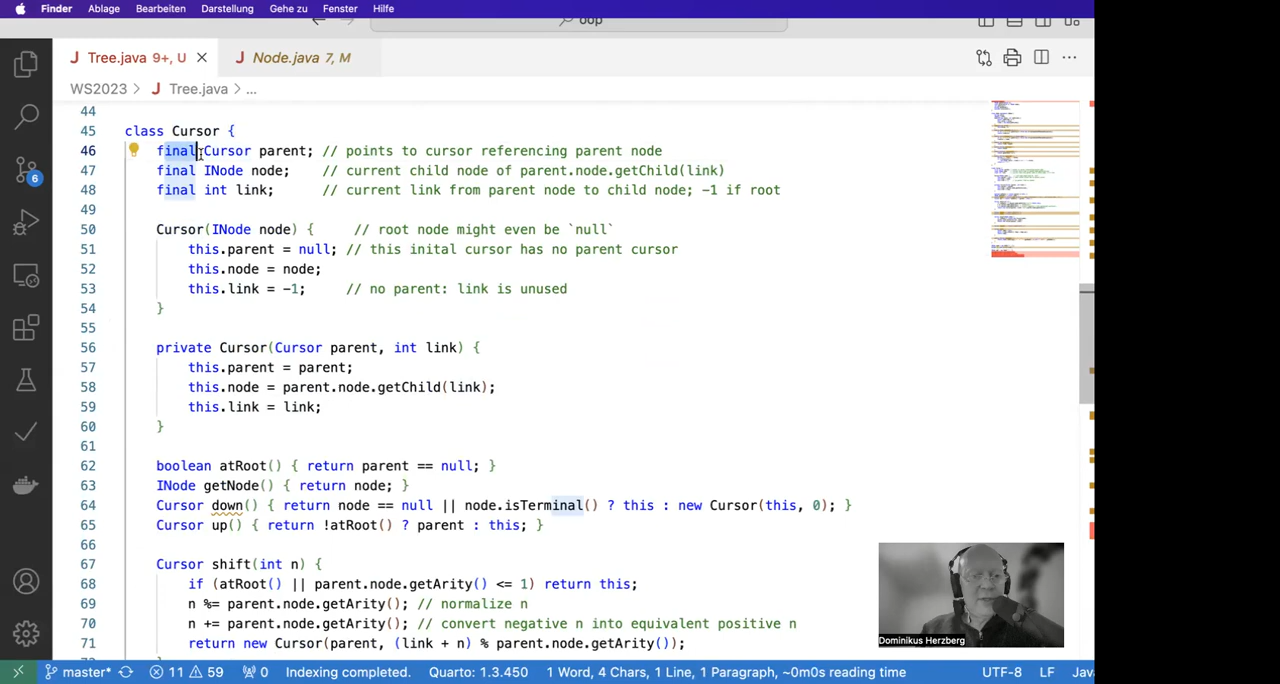 Finder Ablage Bearbeiten Darstellung Gehe zu Fenster Hilfe
oop
J Tree.java 9+, U
J Node.java 7, M
WS2023 > J Tree.java > ...
44
45 class Cursor {
46 final Cursor parent; // points to cursor referencing parent node
47 final INode node; // current child node of parent.node.getChild(link)
48 final int link; // current link from parent node to child node; -1 if root
49
50 Cursor(INode node) { // root node might even be `null`
51 this.parent = null; // this inital cursor has no parent cursor
52 this.node = node;
53 this.link = -1; // no parent: link is unused
54 }
55
56 private Cursor(Cursor parent, int link) {
57 this.parent = parent;
58 this.node = parent.node.getChild(link);
59 this.link = link;
60 }
61
62 boolean atRoot() { return parent == null; }
63 INode getNode() { return node; }
64 Cursor down() { return node == null || node.isTerminal() ? this : new Cursor(this, 0); }
65 Cursor up() { return !atRoot() ? parent : this; }
66
67 Cursor shift(int n) {
68 if (atRoot() || parent.node.getArity() <= 1) return this;
69 n %= parent.node.getArity(); // normalize n
70 n += parent.node.getArity(); // convert negative n into equivalent positive n
71 return new Cursor(parent, (link + n) % parent.node.getArity());
6
Dominikus Herzberg
master* 11 59 0 Indexing completed. Quarto: 1.3.450 1 Word, 4 Chars, 1 Line, 1 Paragraph, ~0m0s reading time UTF-8 LF Java